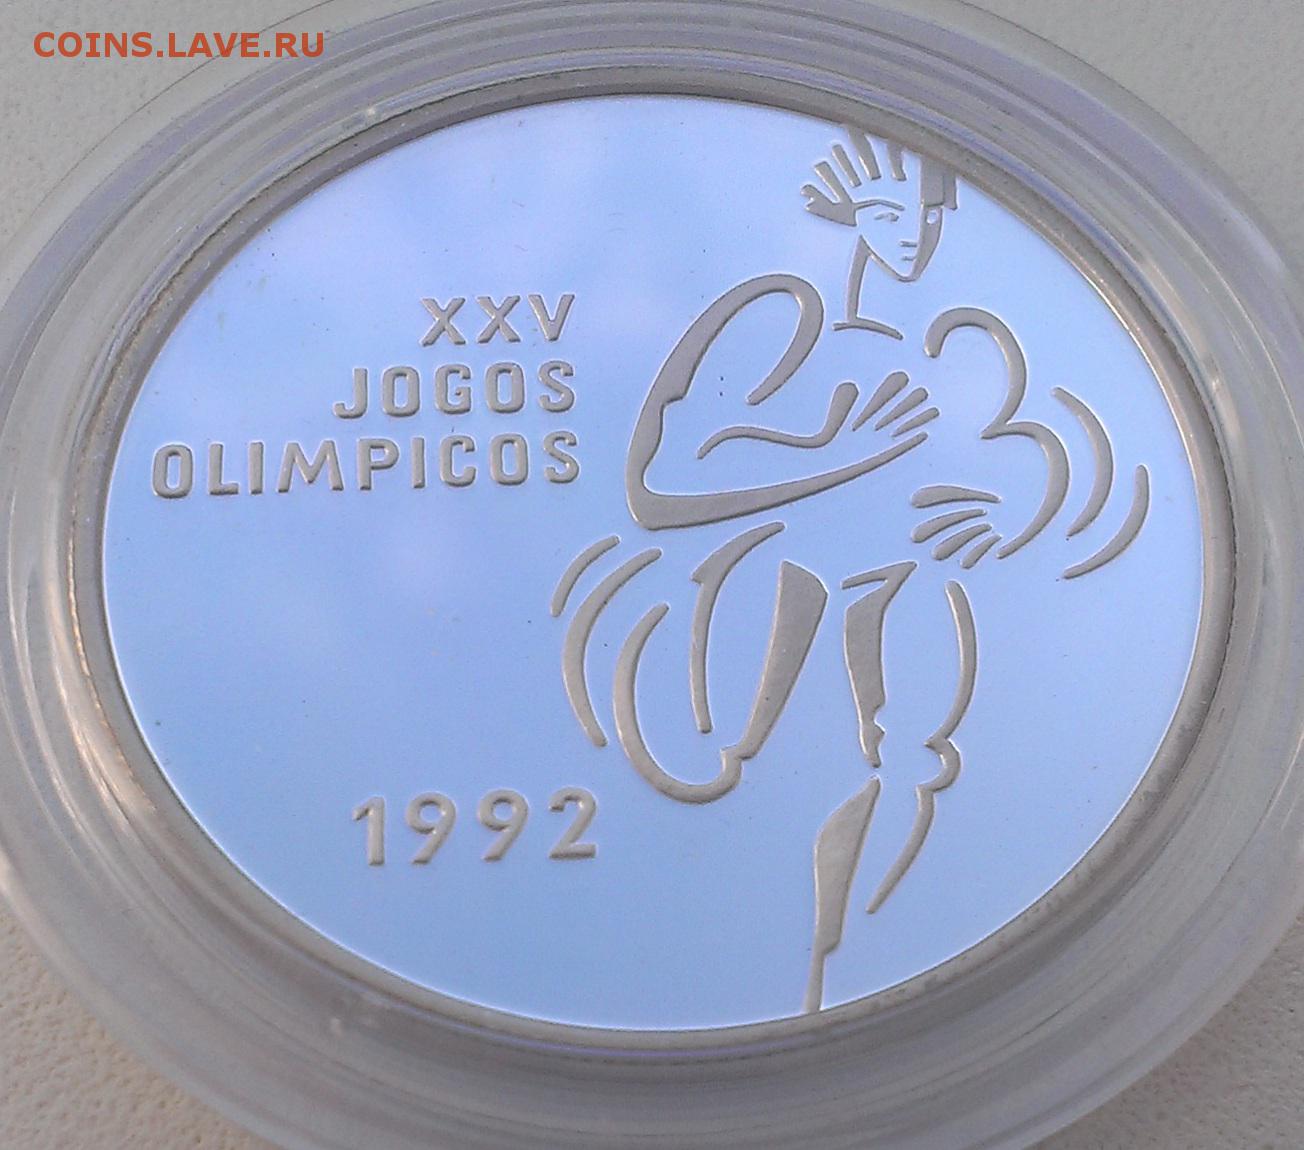 COINS.LAVE.RU
XXV
JOGOS
OLIMPICOS
1992